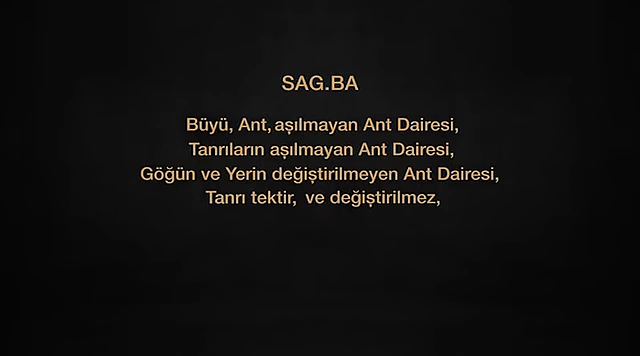 SAG.BA
Büyü, Ant, aşılmayan Ant Dairesi,
Tanrıların aşılmayan Ant Dairesi,
Göğün ve Yerin değiştirilmeyen Ant Dairesi,
Tanrı tektir, ve değiştirilmez,